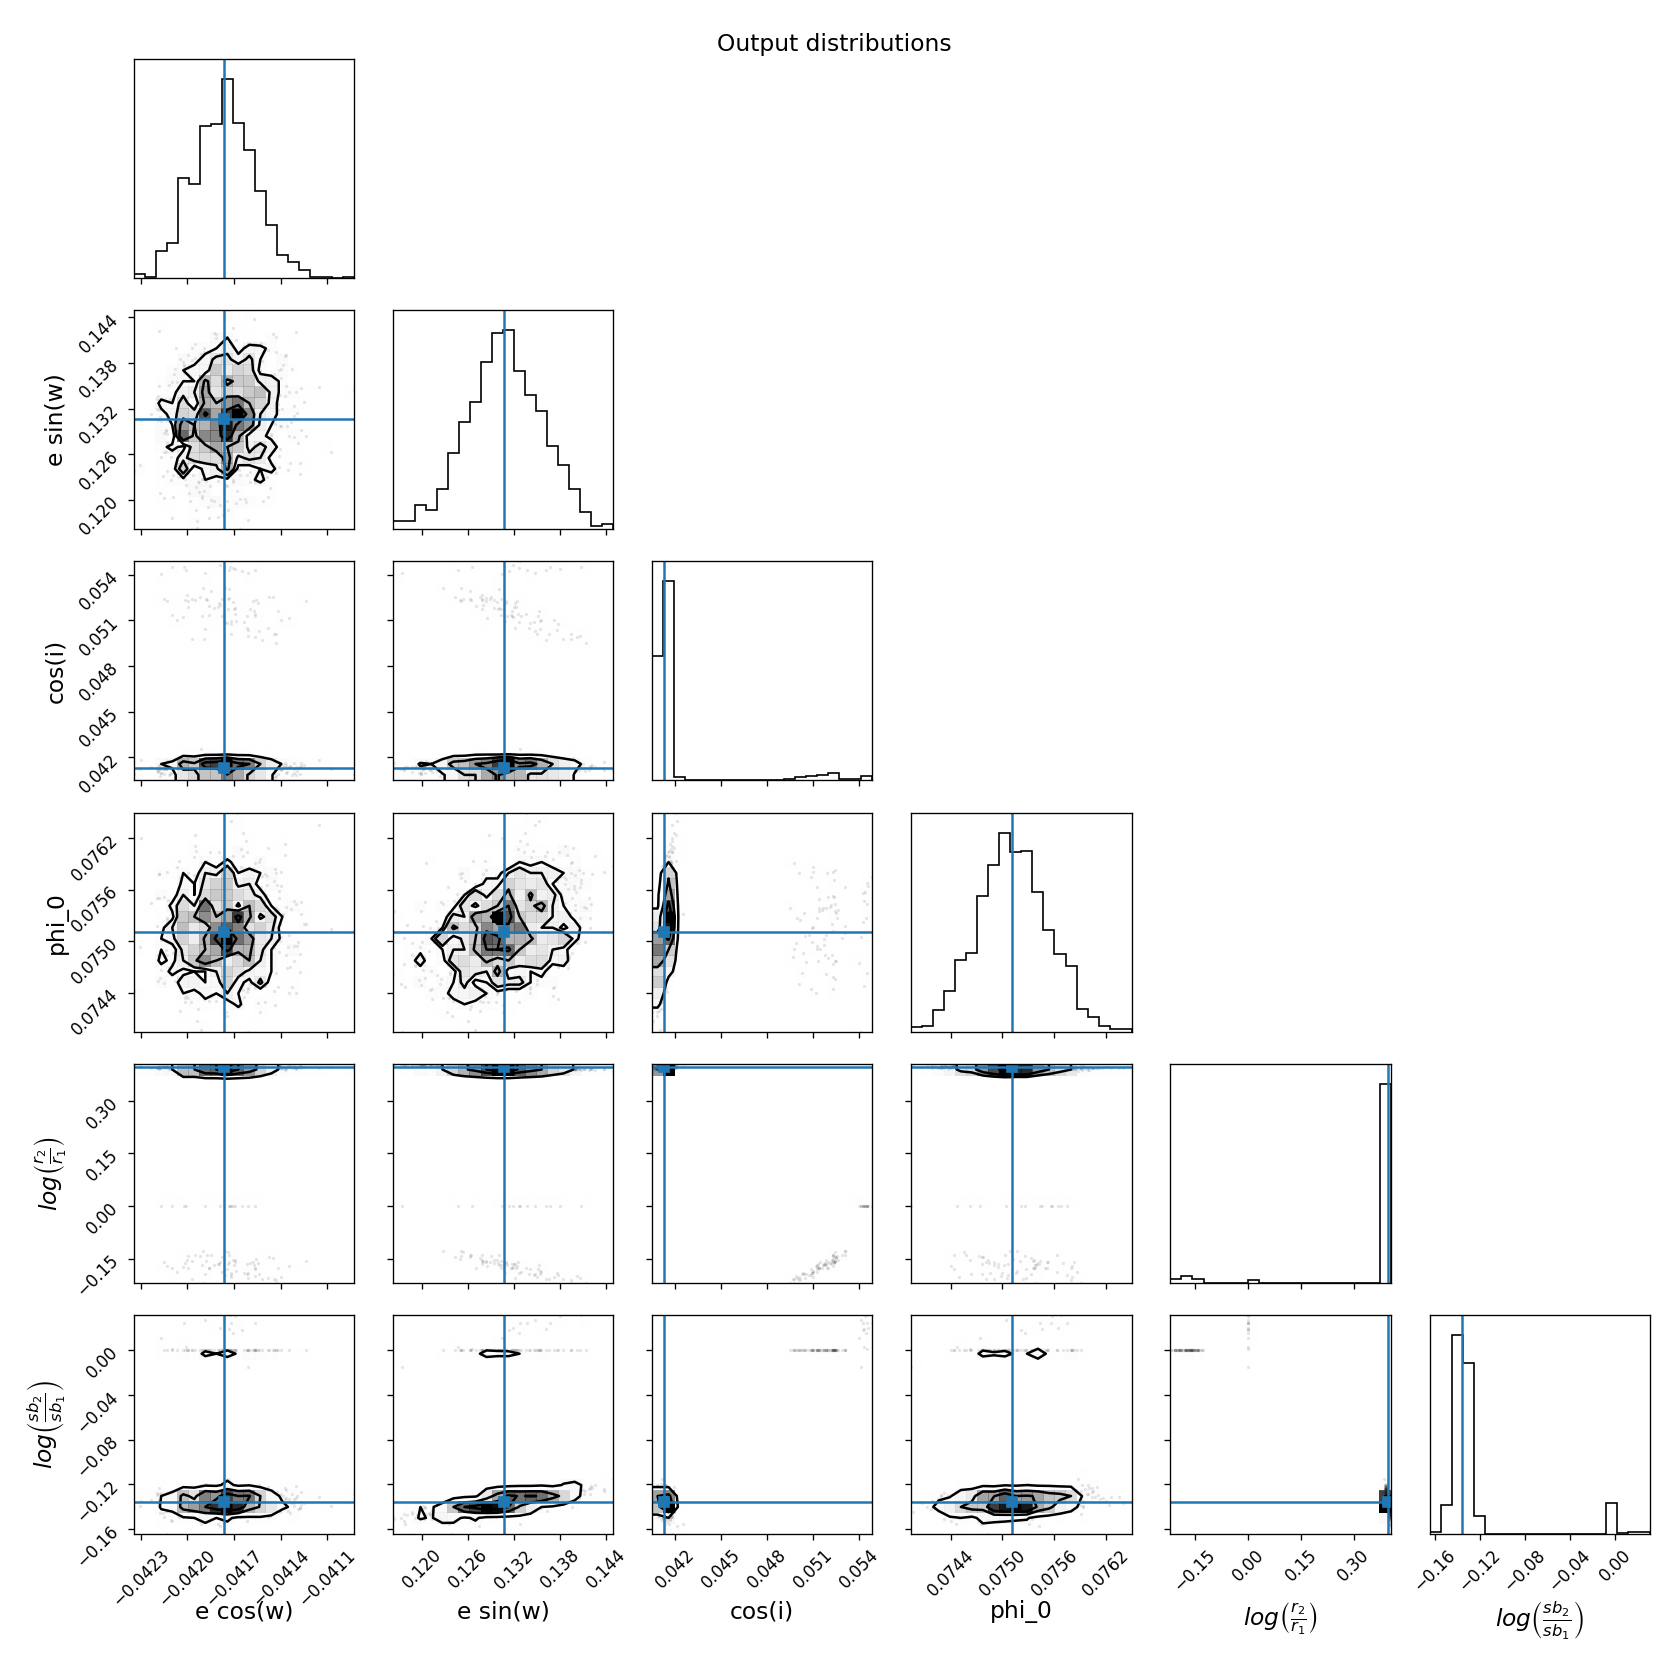 Output distributions
0.144
0.138
0.132
0.126
0.120
e sin(w)
0.054
0.051
0.048
0.045
0.042
cos(i)
0.0762
0.0756
0.0750
0.0744
phi_0
0.30
0.15
0.00
−0.15
log(r2/r1)
0.00
−0.04
−0.08
−0.12
−0.16
log(sb2/sb1)
−0.0423 −0.0420 −0.0417 −0.0414 −0.0411
0.120 0.126 0.132 0.138 0.144
0.042 0.045 0.048 0.051 0.054
0.0744 0.0750 0.0756 0.0762
−0.15 0.00 0.15 0.30
−0.16 −0.12 −0.08 −0.04 0.00
e cos(w)
e sin(w)
cos(i)
phi_0
log(r2/r1)
log(sb2/sb1)